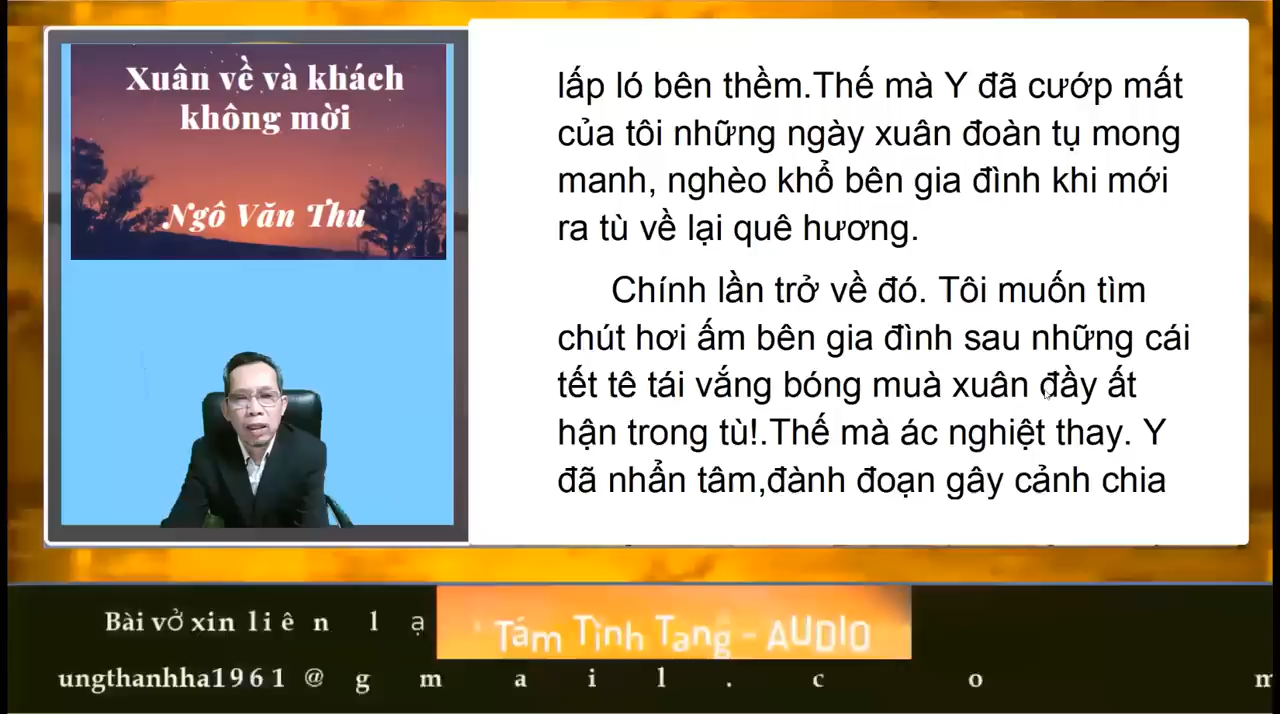 Xuân về và khách
không mời
Ngô Văn Thu
lấp ló bên thềm.Thế mà Y đã cướp mất
của tôi những ngày xuân đoàn tụ mong
manh, nghèo khổ bên gia đình khi mới
ra tù về lại quê hương.
Chính lần trở về đó. Tôi muốn tìm
chút hơi ấm bên gia đình sau những cái
tết tê tái vắng bóng muà xuân đầy ất
hận trong tù!.Thế mà ác nghiệt thay. Y
đã nhẩn tâm,đành đoạn gây cảnh chia
Bài vở xin liên lạ
Tám Tình Tang - AUDIO
ungthanhha1961@gmail.com